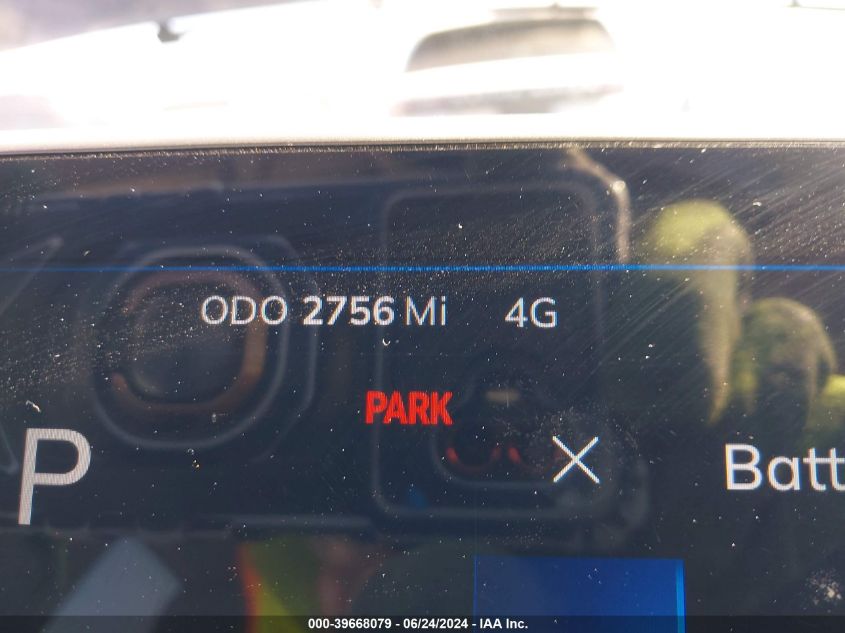 ODO 2756 Mi 4G
PARK
P
Batt
000-39668079 - 06/24/2024 - IAA Inc.